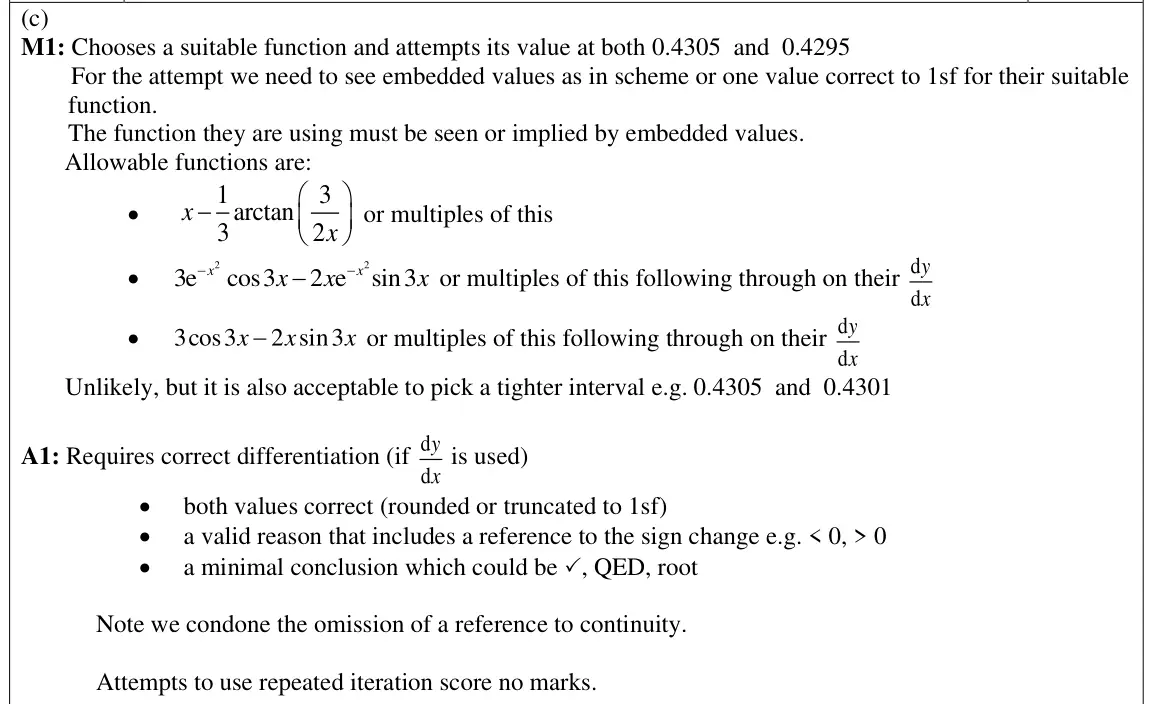 (c)
M1: Chooses a suitable function and attempts its value at both 0.4305 and 0.4295
For the attempt we need to see embedded values as in scheme or one value correct to 1sf for their suitable
function.
The function they are using must be seen or implied by embedded values.
Allowable functions are:
• x − 1/3 arctan(3/2x) or multiples of this
• 3e^{−x²} cos 3x − 2xe^{−x²} sin 3x or multiples of this following through on their dy/dx
• 3cos 3x − 2x sin 3x or multiples of this following through on their dy/dx
Unlikely, but it is also acceptable to pick a tighter interval e.g. 0.4305 and 0.4301
A1: Requires correct differentiation (if dy/dx is used)
• both values correct (rounded or truncated to 1sf)
• a valid reason that includes a reference to the sign change e.g. < 0, > 0
• a minimal conclusion which could be ✓, QED, root
Note we condone the omission of a reference to continuity.
Attempts to use repeated iteration score no marks.